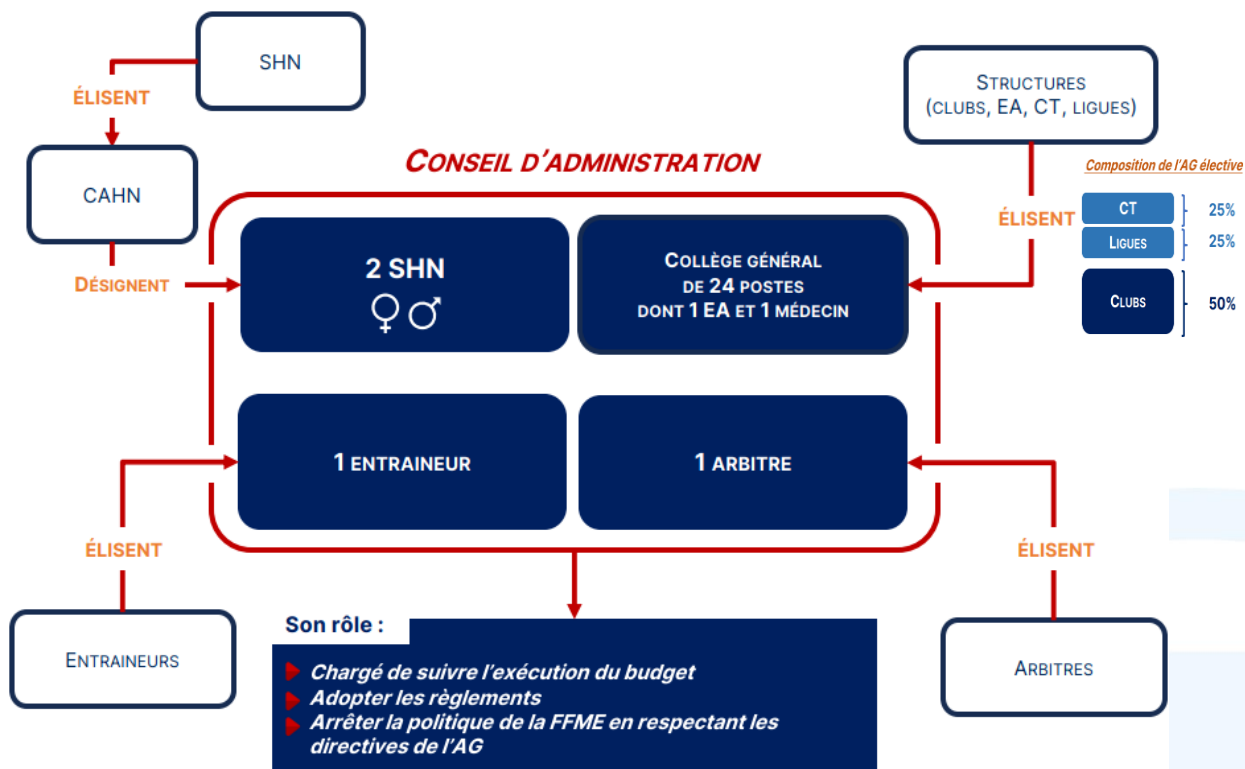 SHN
ÉLISENT
CAHN
DÉSIGNENT
STRUCTURES
(CLUBS, EA, CT, LIGUES)
ÉLISENT
Composition de l'AG élective
CT 25%
LIGUES 25%
CLUBS 50%
CONSEIL D'ADMINISTRATION
2 SHN
COLLÈGE GÉNÉRAL
DE 24 POSTES
DONT 1 EA ET 1 MÉDECIN
1 ENTRAINEUR
1 ARBITRE
ÉLISENT
ENTRAINEURS
ÉLISENT
ARBITRES
Son rôle :
Chargé de suivre l'exécution du budget
Adopter les règlements
Arrêter la politique de la FFME en respectant les
directives de l'AG